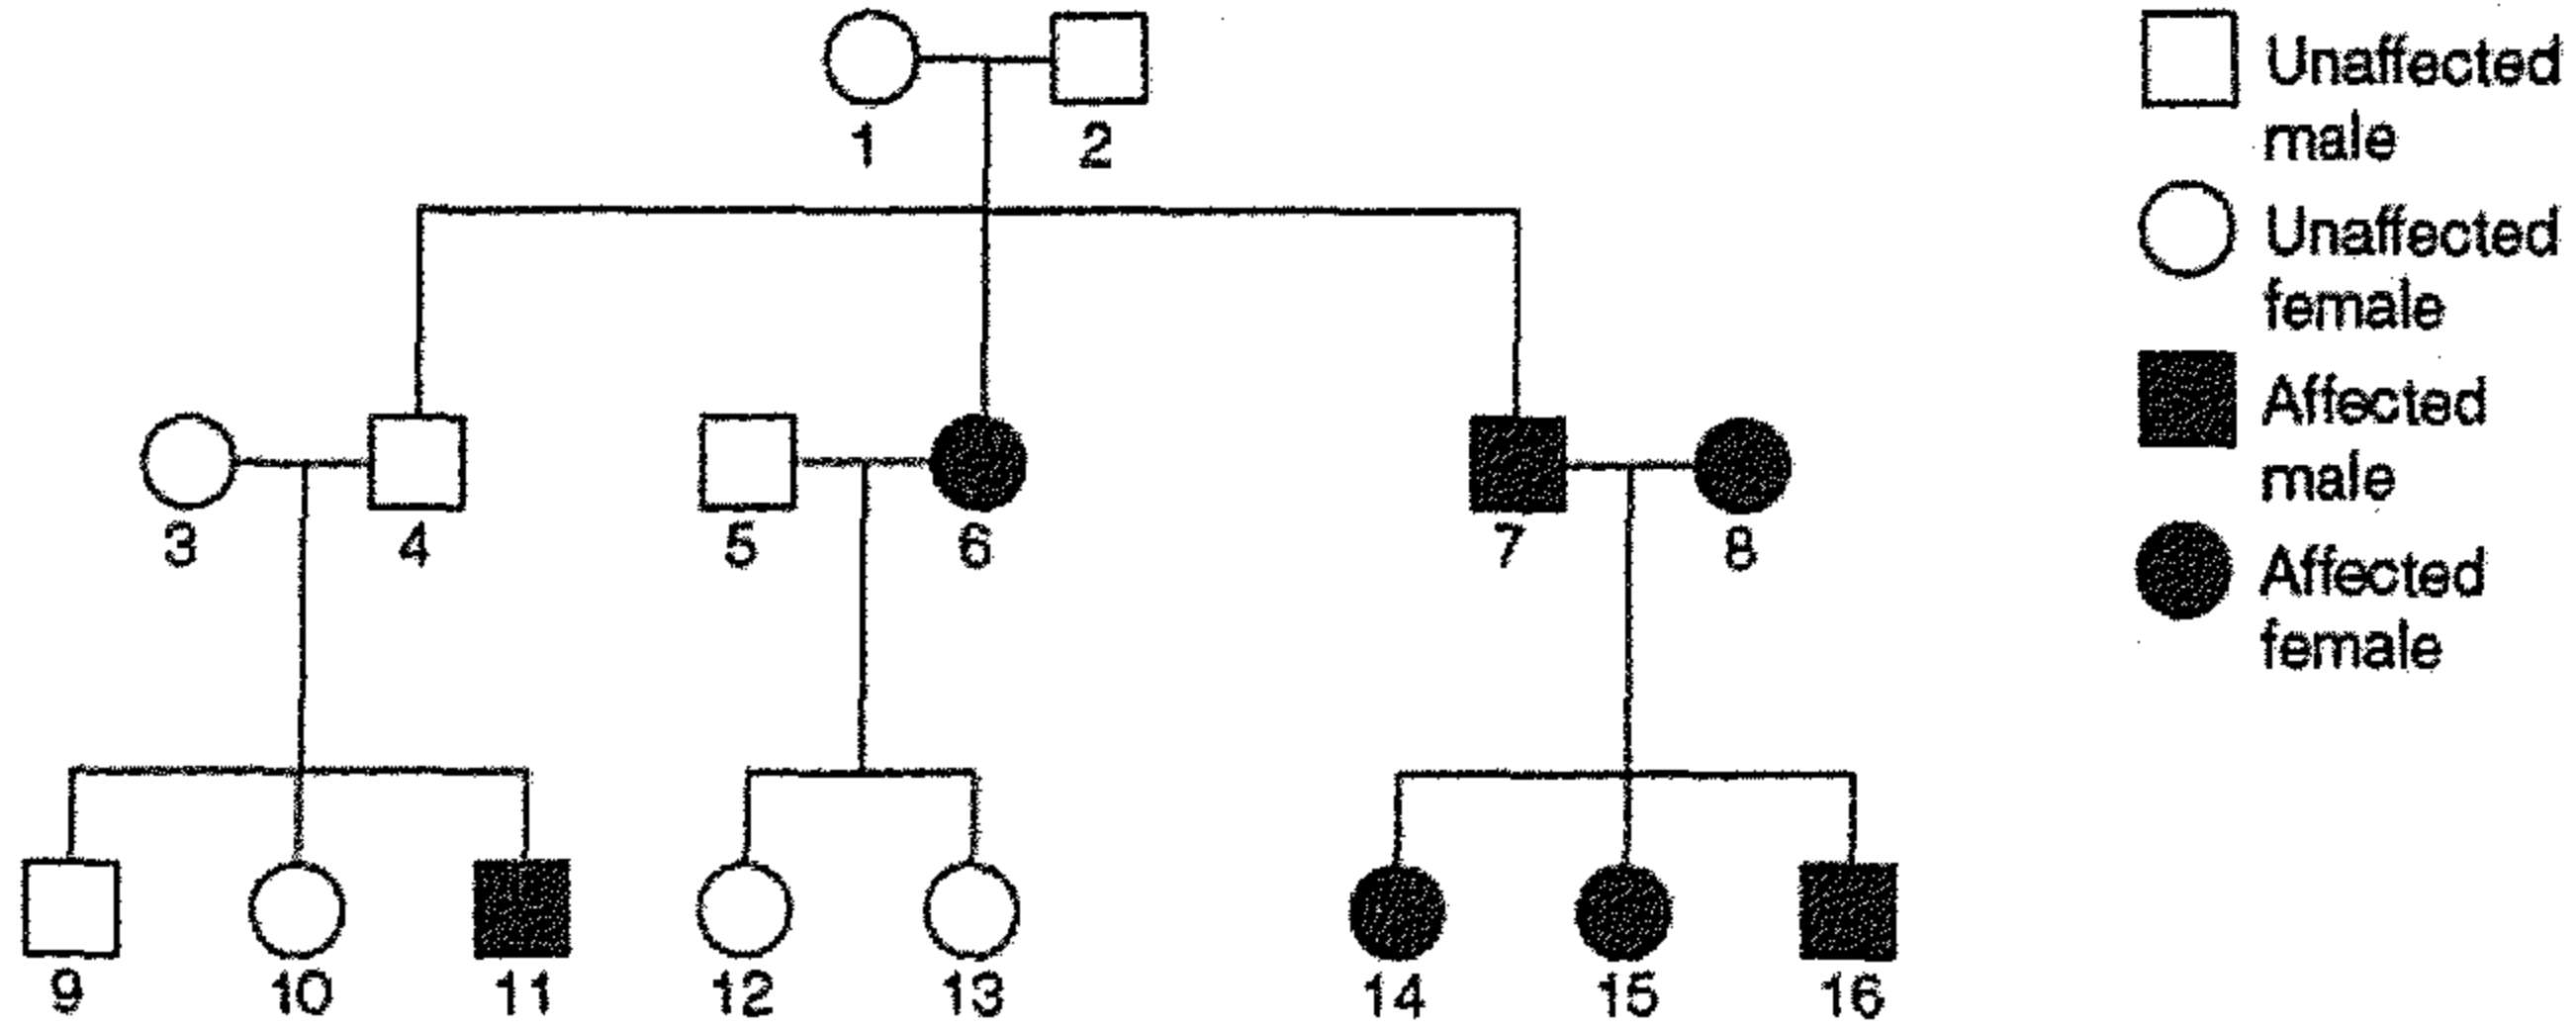 1 2
3 4 5 6 7 8
9 10 11 12 13 14 15 16
Unaffected
male
Unaffected
female
Affected
male
Affected
female